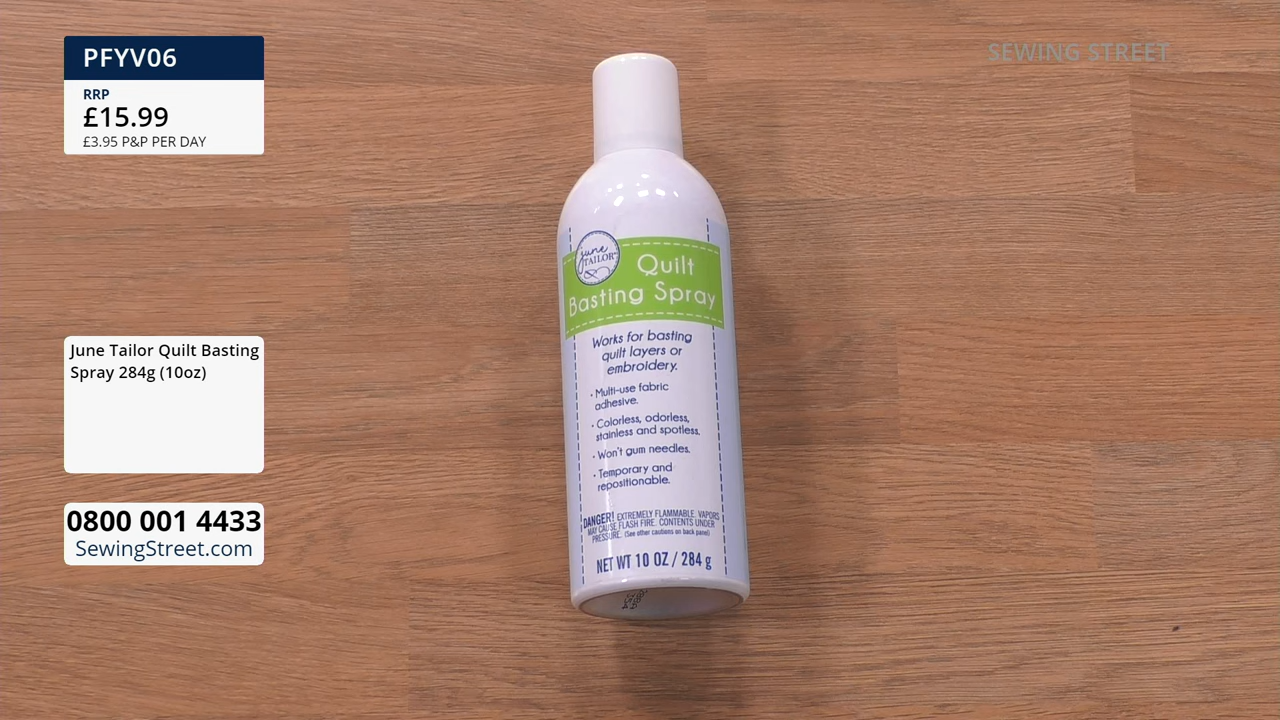 PFYV06
RRP
£15.99
£3.95 P&P PER DAY
SEWING STREET
June Tailor Quilt Basting
Spray 284g (10oz)
0800 001 4433
SewingStreet.com
june
TAILOR
Quilt
Basting Spray
Works for basting
quilt layers or
embroidery.
• Multi-use fabric
adhesive.
• Colorless, odorless,
stainless and spotless.
• Won't gum needles.
• Temporary and
repositionable.
DANGER! EXTREMELY FLAMMABLE. VAPORS
MAY CAUSE FLASH FIRE. CONTENTS UNDER
PRESSURE. (See other cautions on back panel)
NET WT 10 OZ / 284 g